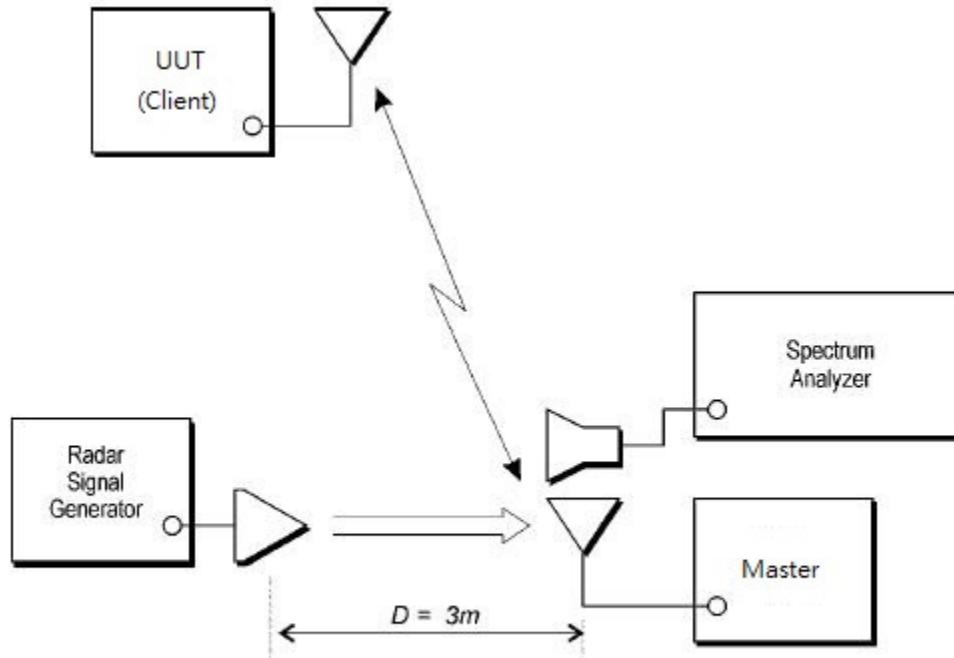 UUT
(Client)
Spectrum
Analyzer
Radar
Signal
Generator
Master
D = 3m